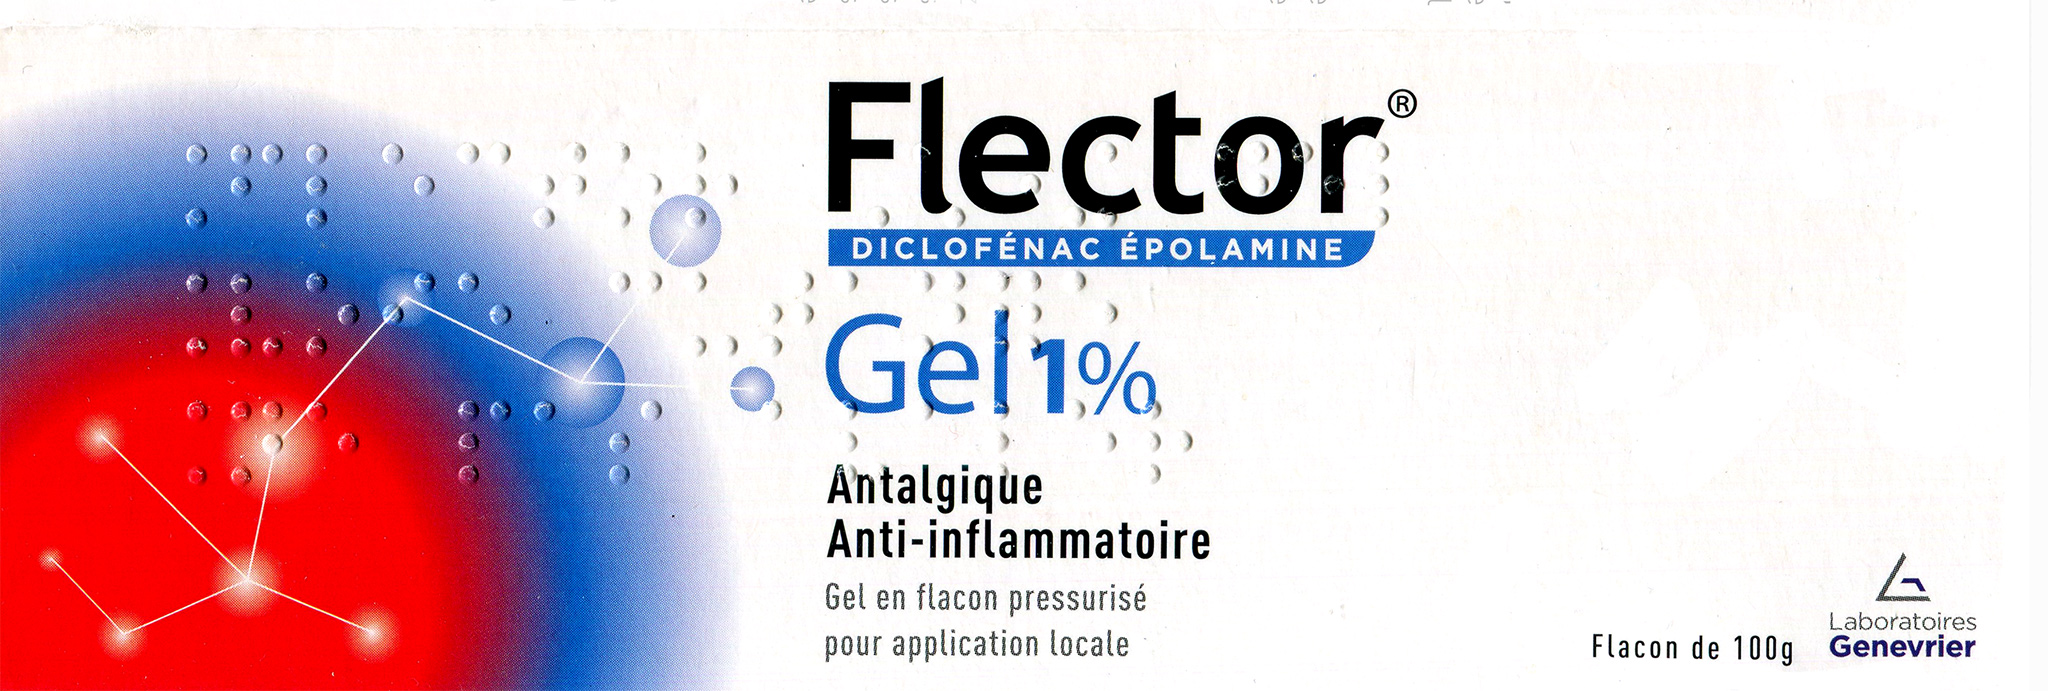 Flector®
DICLOFÉNAC ÉPOLAMINE
Gel 1%
Antalgique
Anti-inflammatoire
Gel en flacon pressurisé
pour application locale
Flacon de 100g
Laboratoires
Genevrier